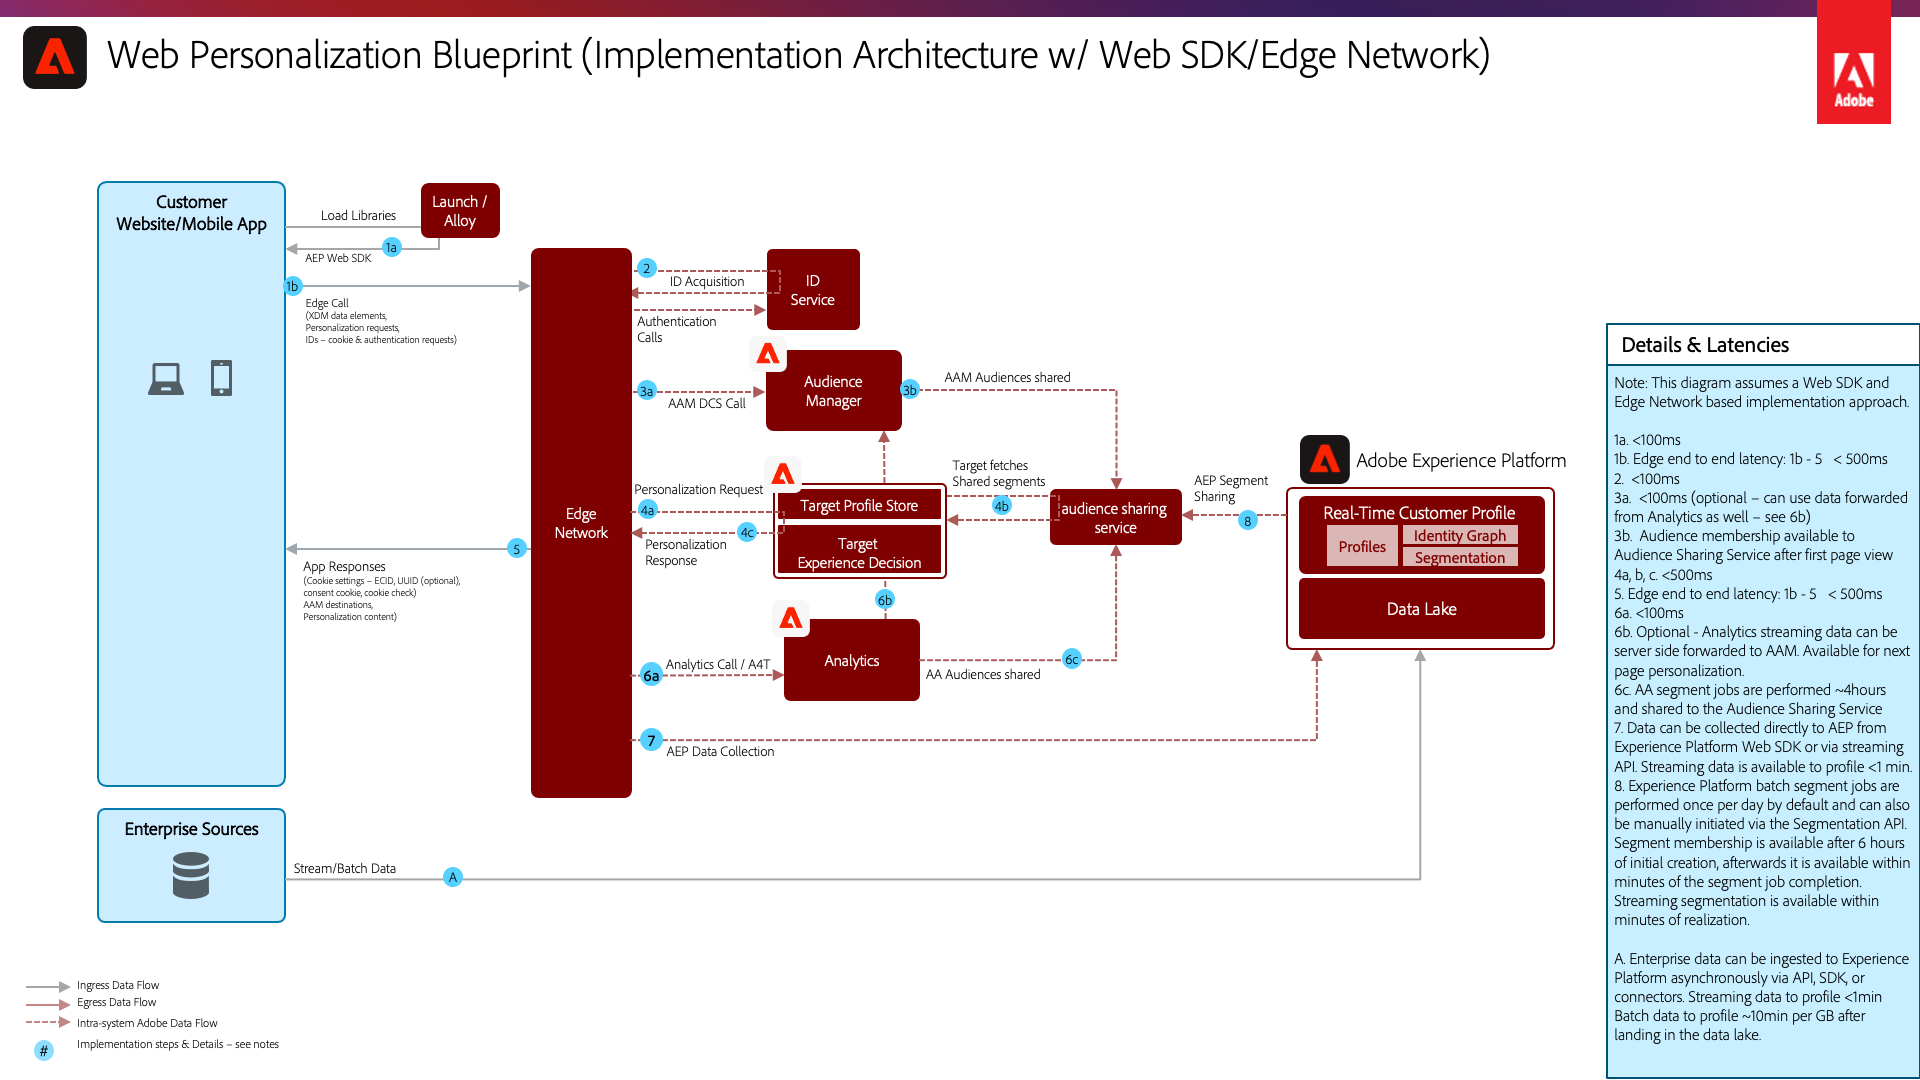 Web Personalization Blueprint (Implementation Architecture w/ Web SDK/Edge Network)
Adobe
Customer
Website/Mobile App
Load Libraries
Launch /
Alloy
1a
AEP Web SDK
1b
Edge Call
(XDM data elements,
Personalization requests,
IDs – cookie & authentication requests)
5
App Responses
(Cookie settings – ECID, UUID (optional),
consent cookie, cookie check)
AAM destinations,
Personalization content)
Edge
Network
2
ID Acquisition
Authentication
Calls
ID
Service
3a
AAM DCS Call
Audience
Manager
3b
AAM Audiences shared
Personalization Request
4a
4c
Personalization
Response
Target Profile Store
Target
Experience Decision
Target fetches
Shared segments
4b
audience sharing
service
AEP Segment
Sharing
8
Adobe Experience Platform
Real-Time Customer Profile
Profiles
Identity Graph
Segmentation
Data Lake
6b
Analytics Call / A4T
6a
Analytics
6c
AA Audiences shared
7
AEP Data Collection
Enterprise Sources
Stream/Batch Data
A
Ingress Data Flow
Egress Data Flow
Intra-system Adobe Data Flow
#
Implementation steps & Details – see notes
Details & Latencies
Note: This diagram assumes a Web SDK and
Edge Network based implementation approach.
1a. <100ms
1b. Edge end to end latency: 1b - 5 < 500ms
2. <100ms
3a. <100ms (optional – can use data forwarded
from Analytics as well – see 6b)
3b. Audience membership available to
Audience Sharing Service after first page view
4a, b, c. <500ms
5. Edge end to end latency: 1b - 5 < 500ms
6a. <100ms
6b. Optional - Analytics streaming data can be
server side forwarded to AAM. Available for next
page personalization.
6c. AA segment jobs are performed ~4hours
and shared to the Audience Sharing Service
7. Data can be collected directly to AEP from
Experience Platform Web SDK or via streaming
API. Streaming data is available to profile <1 min.
8. Experience Platform batch segment jobs are
performed once per day by default and can also
be manually initiated via the Segmentation API.
Segment membership is available after 6 hours
of initial creation, afterwards it is available within
minutes of the segment job completion.
Streaming segmentation is available within
minutes of realization.
A. Enterprise data can be ingested to Experience
Platform asynchronously via API, SDK, or
connectors. Streaming data to profile <1min
Batch data to profile ~10min per GB after
landing in the data lake.